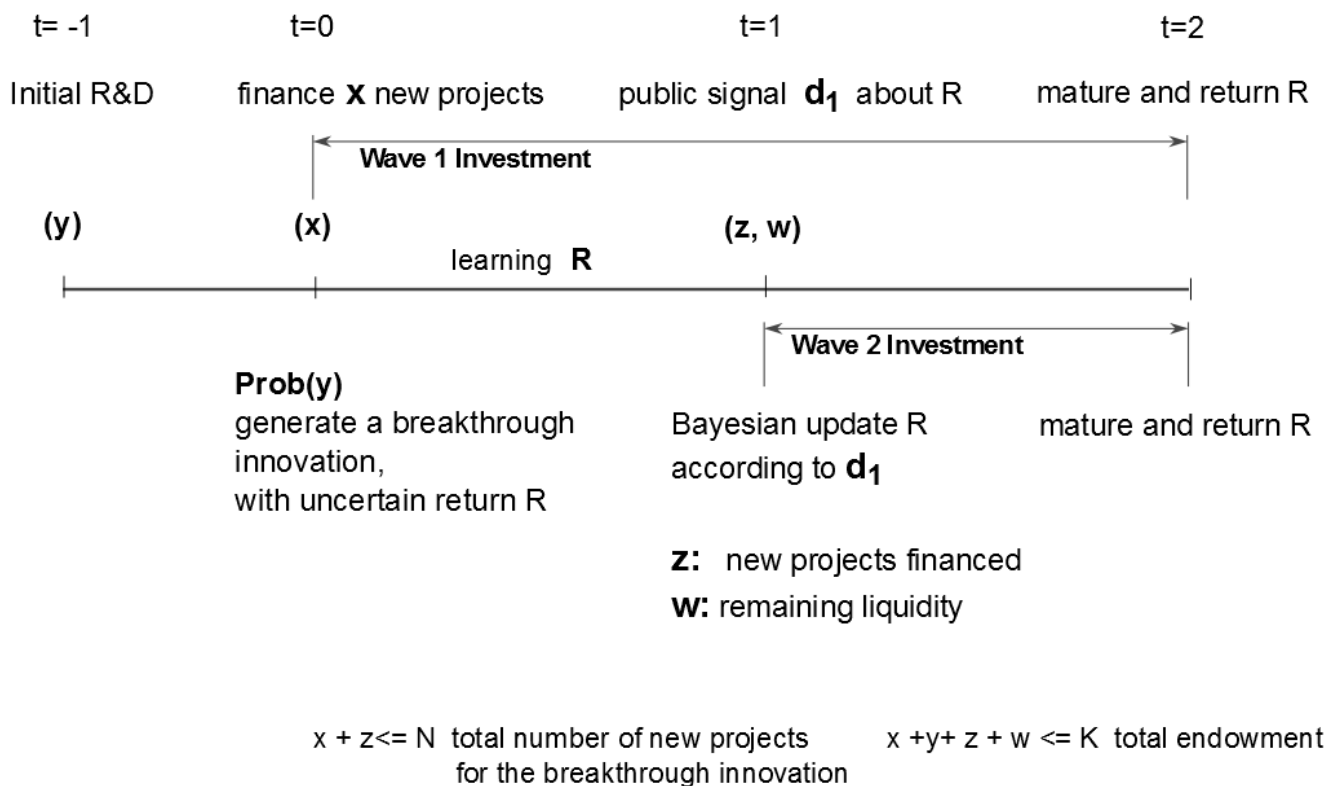 t= -1 t=0 t=1 t=2
Initial R&D finance x new projects public signal d1 about R mature and return R
Wave 1 Investment
(y) (x) (z, w)
learning R
Wave 2 Investment
Prob(y)
generate a breakthrough Bayesian update R mature and return R
innovation, according to d1
with uncertain return R
z: new projects financed
w: remaining liquidity
x + z<= N total number of new projects x +y+ z + w <= K total endowment
for the breakthrough innovation